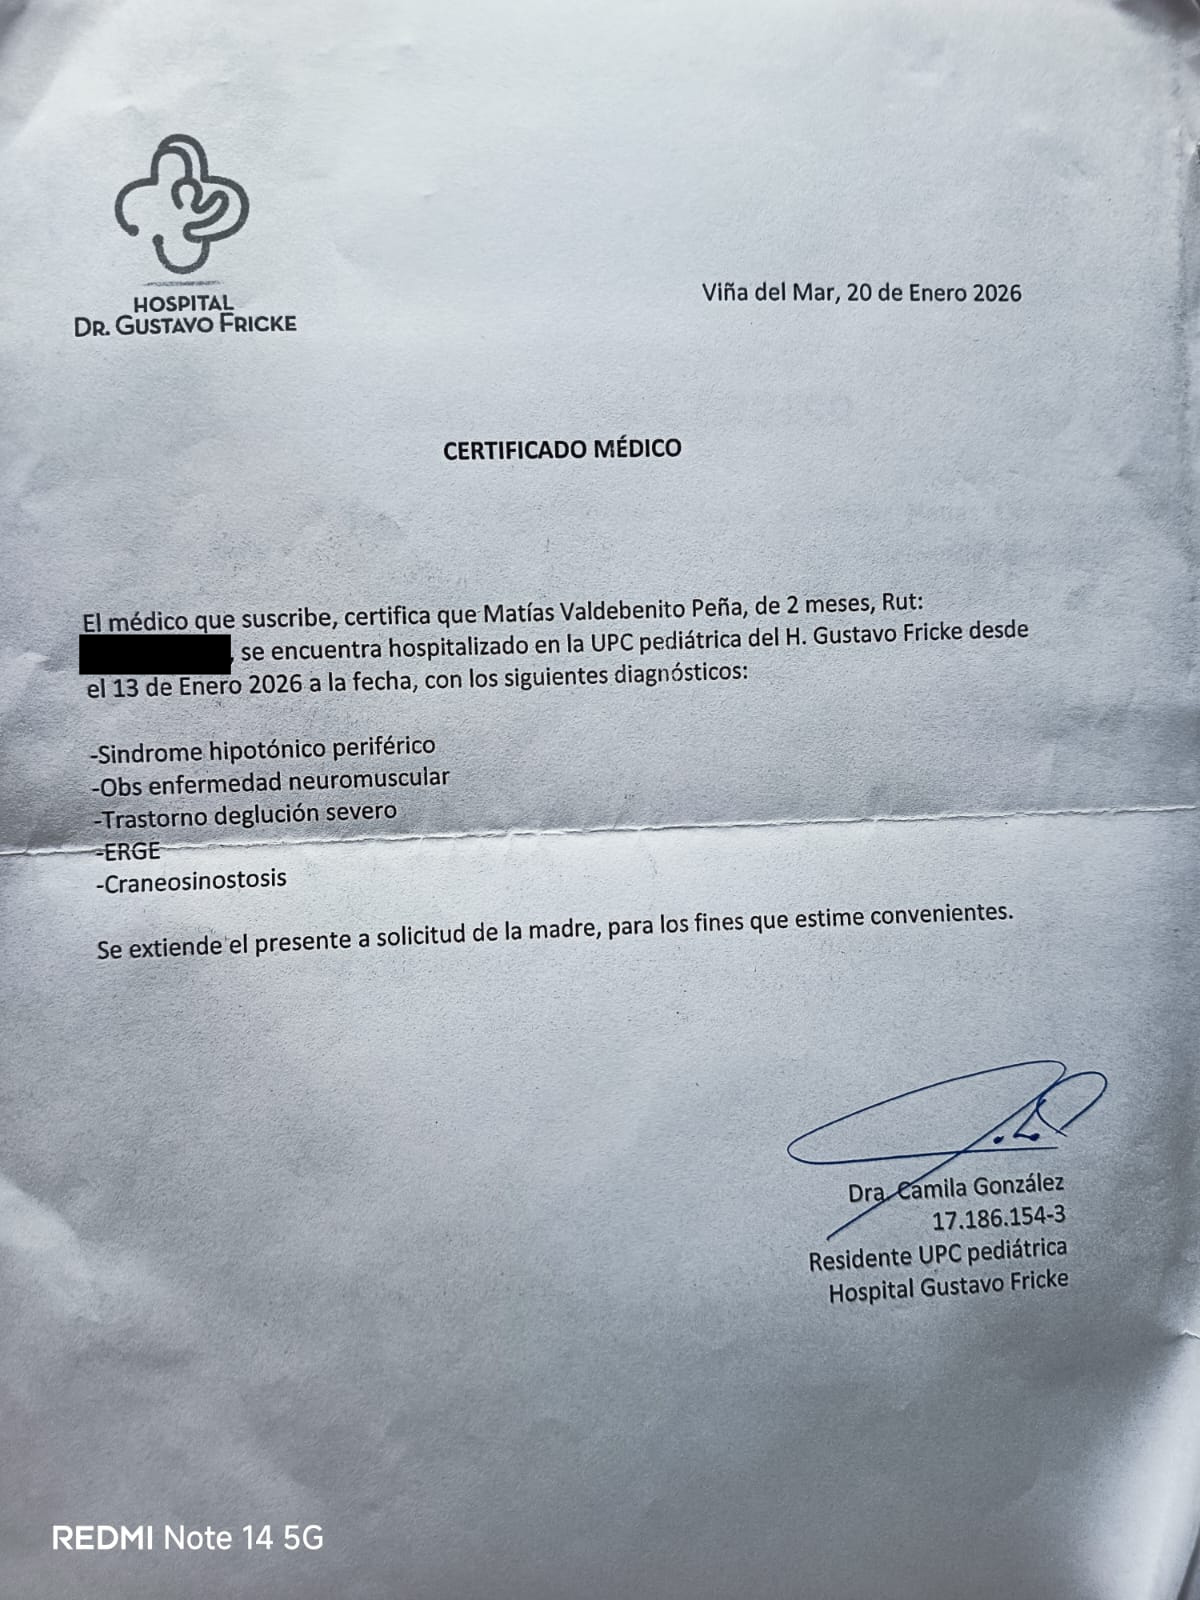 HOSPITAL
DR. GUSTAVO FRICKE
Viña del Mar, 20 de Enero 2026
CERTIFICADO MÉDICO
El médico que suscribe, certifica que Matías Valdebenito Peña, de 2 meses, Rut:
, se encuentra hospitalizado en la UPC pediátrica del H. Gustavo Fricke desde
el 13 de Enero 2026 a la fecha, con los siguientes diagnósticos:
-Sindrome hipotónico periférico
-Obs enfermedad neuromuscular
-Trastorno deglución severo
-ERGE
-Craneosinostosis
Se extiende el presente a solicitud de la madre, para los fines que estime convenientes.
Dra. Camila González
17.186.154-3
Residente UPC pediátrica
Hospital Gustavo Fricke
REDMI Note 14 5G